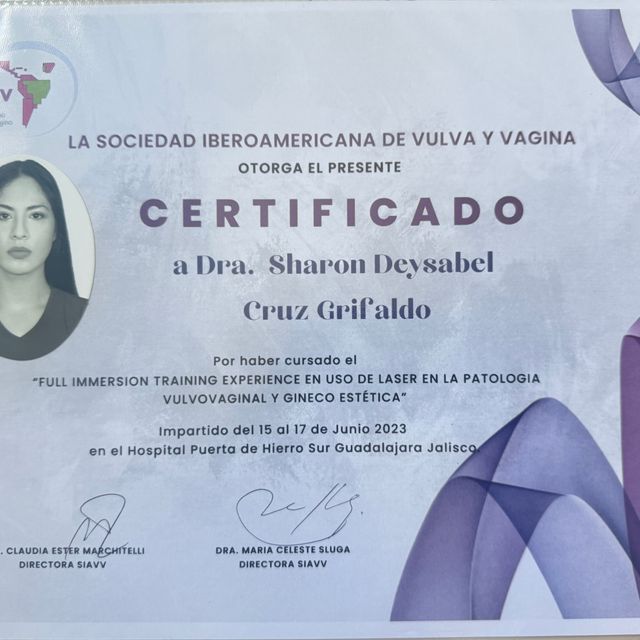 V
LA SOCIEDAD IBEROAMERICANA DE VULVA Y VAGINA
OTORGA EL PRESENTE
CERTIFICADO
a Dra. Sharon Deysabel
Cruz Grifaldo
Por haber cursado el
"FULL IMMERSION TRAINING EXPERIENCE EN USO DE LASER EN LA PATOLOGIA
VULVOVAGINAL Y GINECO ESTÉTICA"
Impartido del 15 al 17 de Junio 2023
en el Hospital Puerta de Hierro Sur Guadalajara Jalisco.
. CLAUDIA ESTER MARCHITELLI
DIRECTORA SIAVV
DRA. MARIA CELESTE SLUGA
DIRECTORA SIAVV